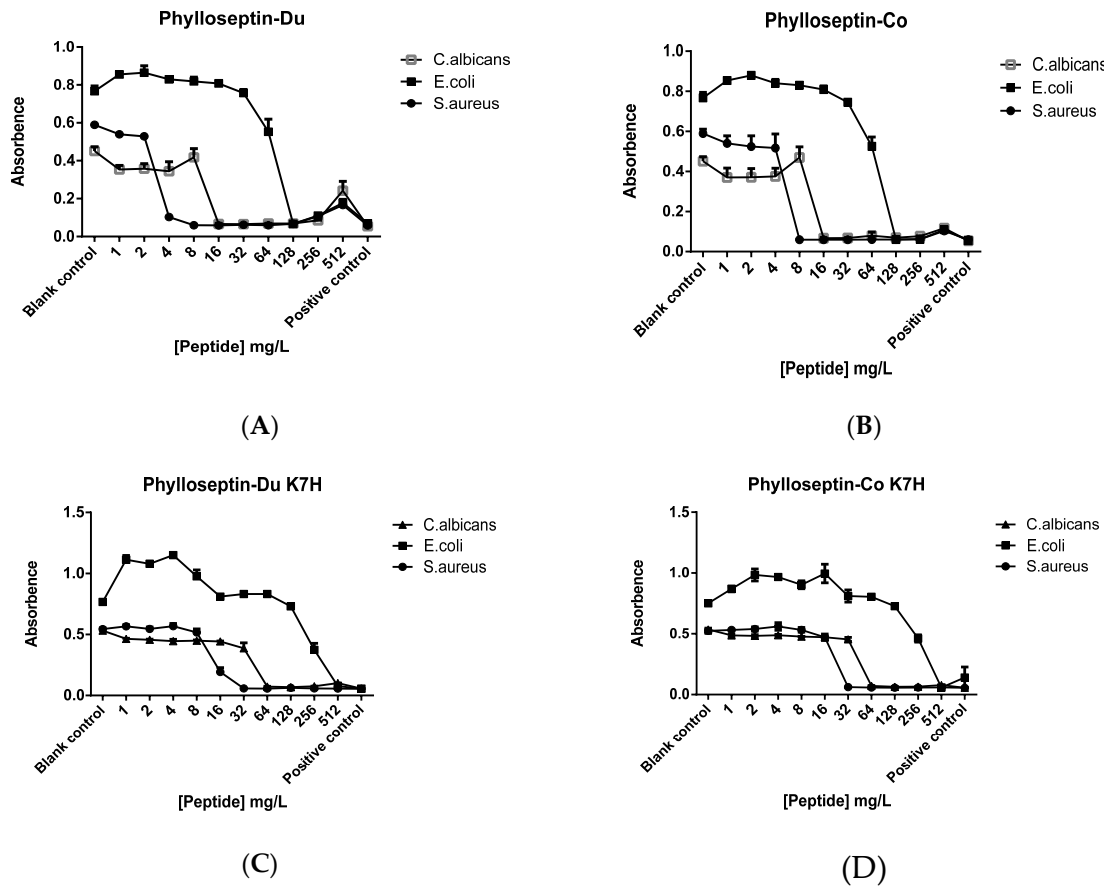 Phylloseptin-Du
Absorbence
1.0
0.8
0.6
0.4
0.2
0.0
Blank control
1
2
4
8
16
32
64
128
256
512
Positive control
[Peptide] mg/L
C.albicans
E.coli
S.aureus
(A)
Phylloseptin-Co
Absorbence
1.0
0.8
0.6
0.4
0.2
0.0
Blank control
1
2
4
8
16
32
64
128
256
512
Positive control
[Peptide] mg/L
C.albicans
E.coli
S.aureus
(B)
Phylloseptin-Du K7H
Absorbence
1.5
1.0
0.5
0.0
Blank control
1
2
4
8
16
32
64
128
256
512
Positive control
[Peptide] mg/L
C.albicans
E.coli
S.aureus
(C)
Phylloseptin-Co K7H
Absorbence
1.5
1.0
0.5
0.0
Blank control
1
2
4
8
16
32
64
128
256
512
Positive control
[Peptide] mg/L
C.albicans
E.coli
S.aureus
(D)